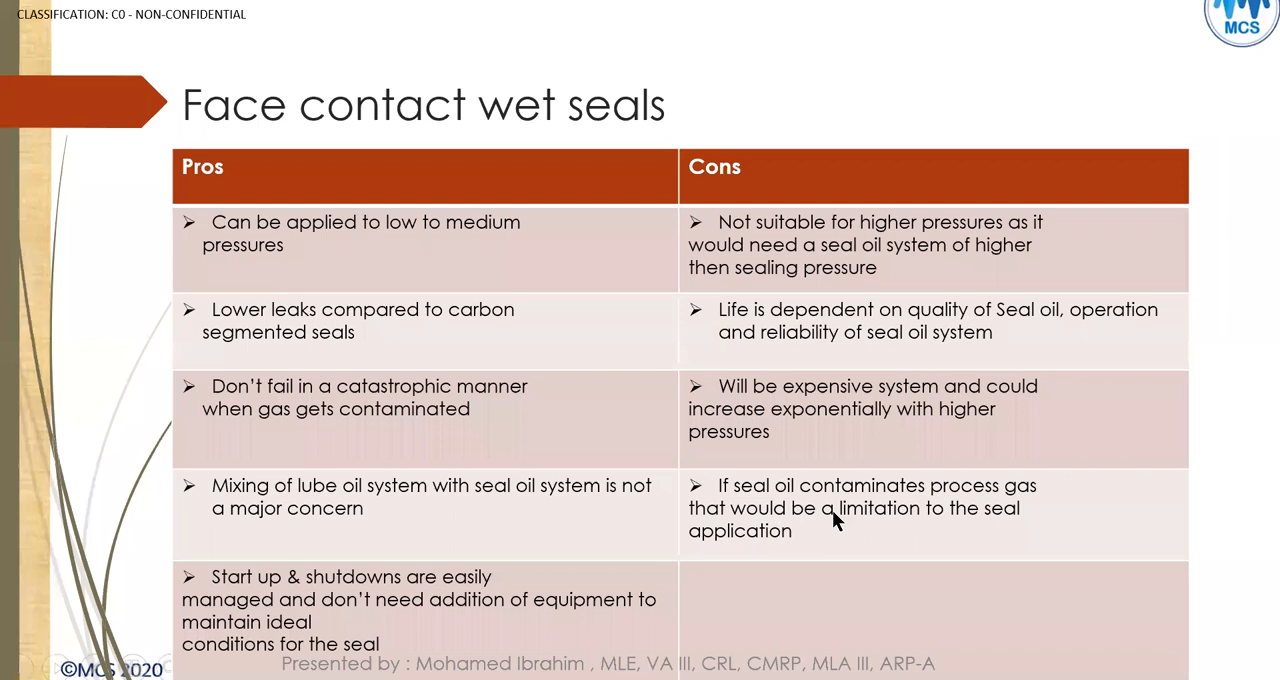 CLASSIFICATION: C0 - NON-CONFIDENTIAL
MCS
Face contact wet seals
Pros
Cons
➢ Can be applied to low to medium
pressures
➢ Not suitable for higher pressures as it
would need a seal oil system of higher
then sealing pressure
➢ Lower leaks compared to carbon
segmented seals
➢ Life is dependent on quality of Seal oil, operation
and reliability of seal oil system
➢ Don’t fail in a catastrophic manner
when gas gets contaminated
➢ Will be expensive system and could
increase exponentially with higher
pressures
➢ Mixing of lube oil system with seal oil system is not
a major concern
➢ If seal oil contaminates process gas
that would be a limitation to the seal
application
➢ Start up & shutdowns are easily
managed and don’t need addition of equipment to
maintain ideal
conditions for the seal
©MCS 2020
Presented by : Mohamed Ibrahim , MLE, VA III, CRL, CMRP, MLA III, ARP-A